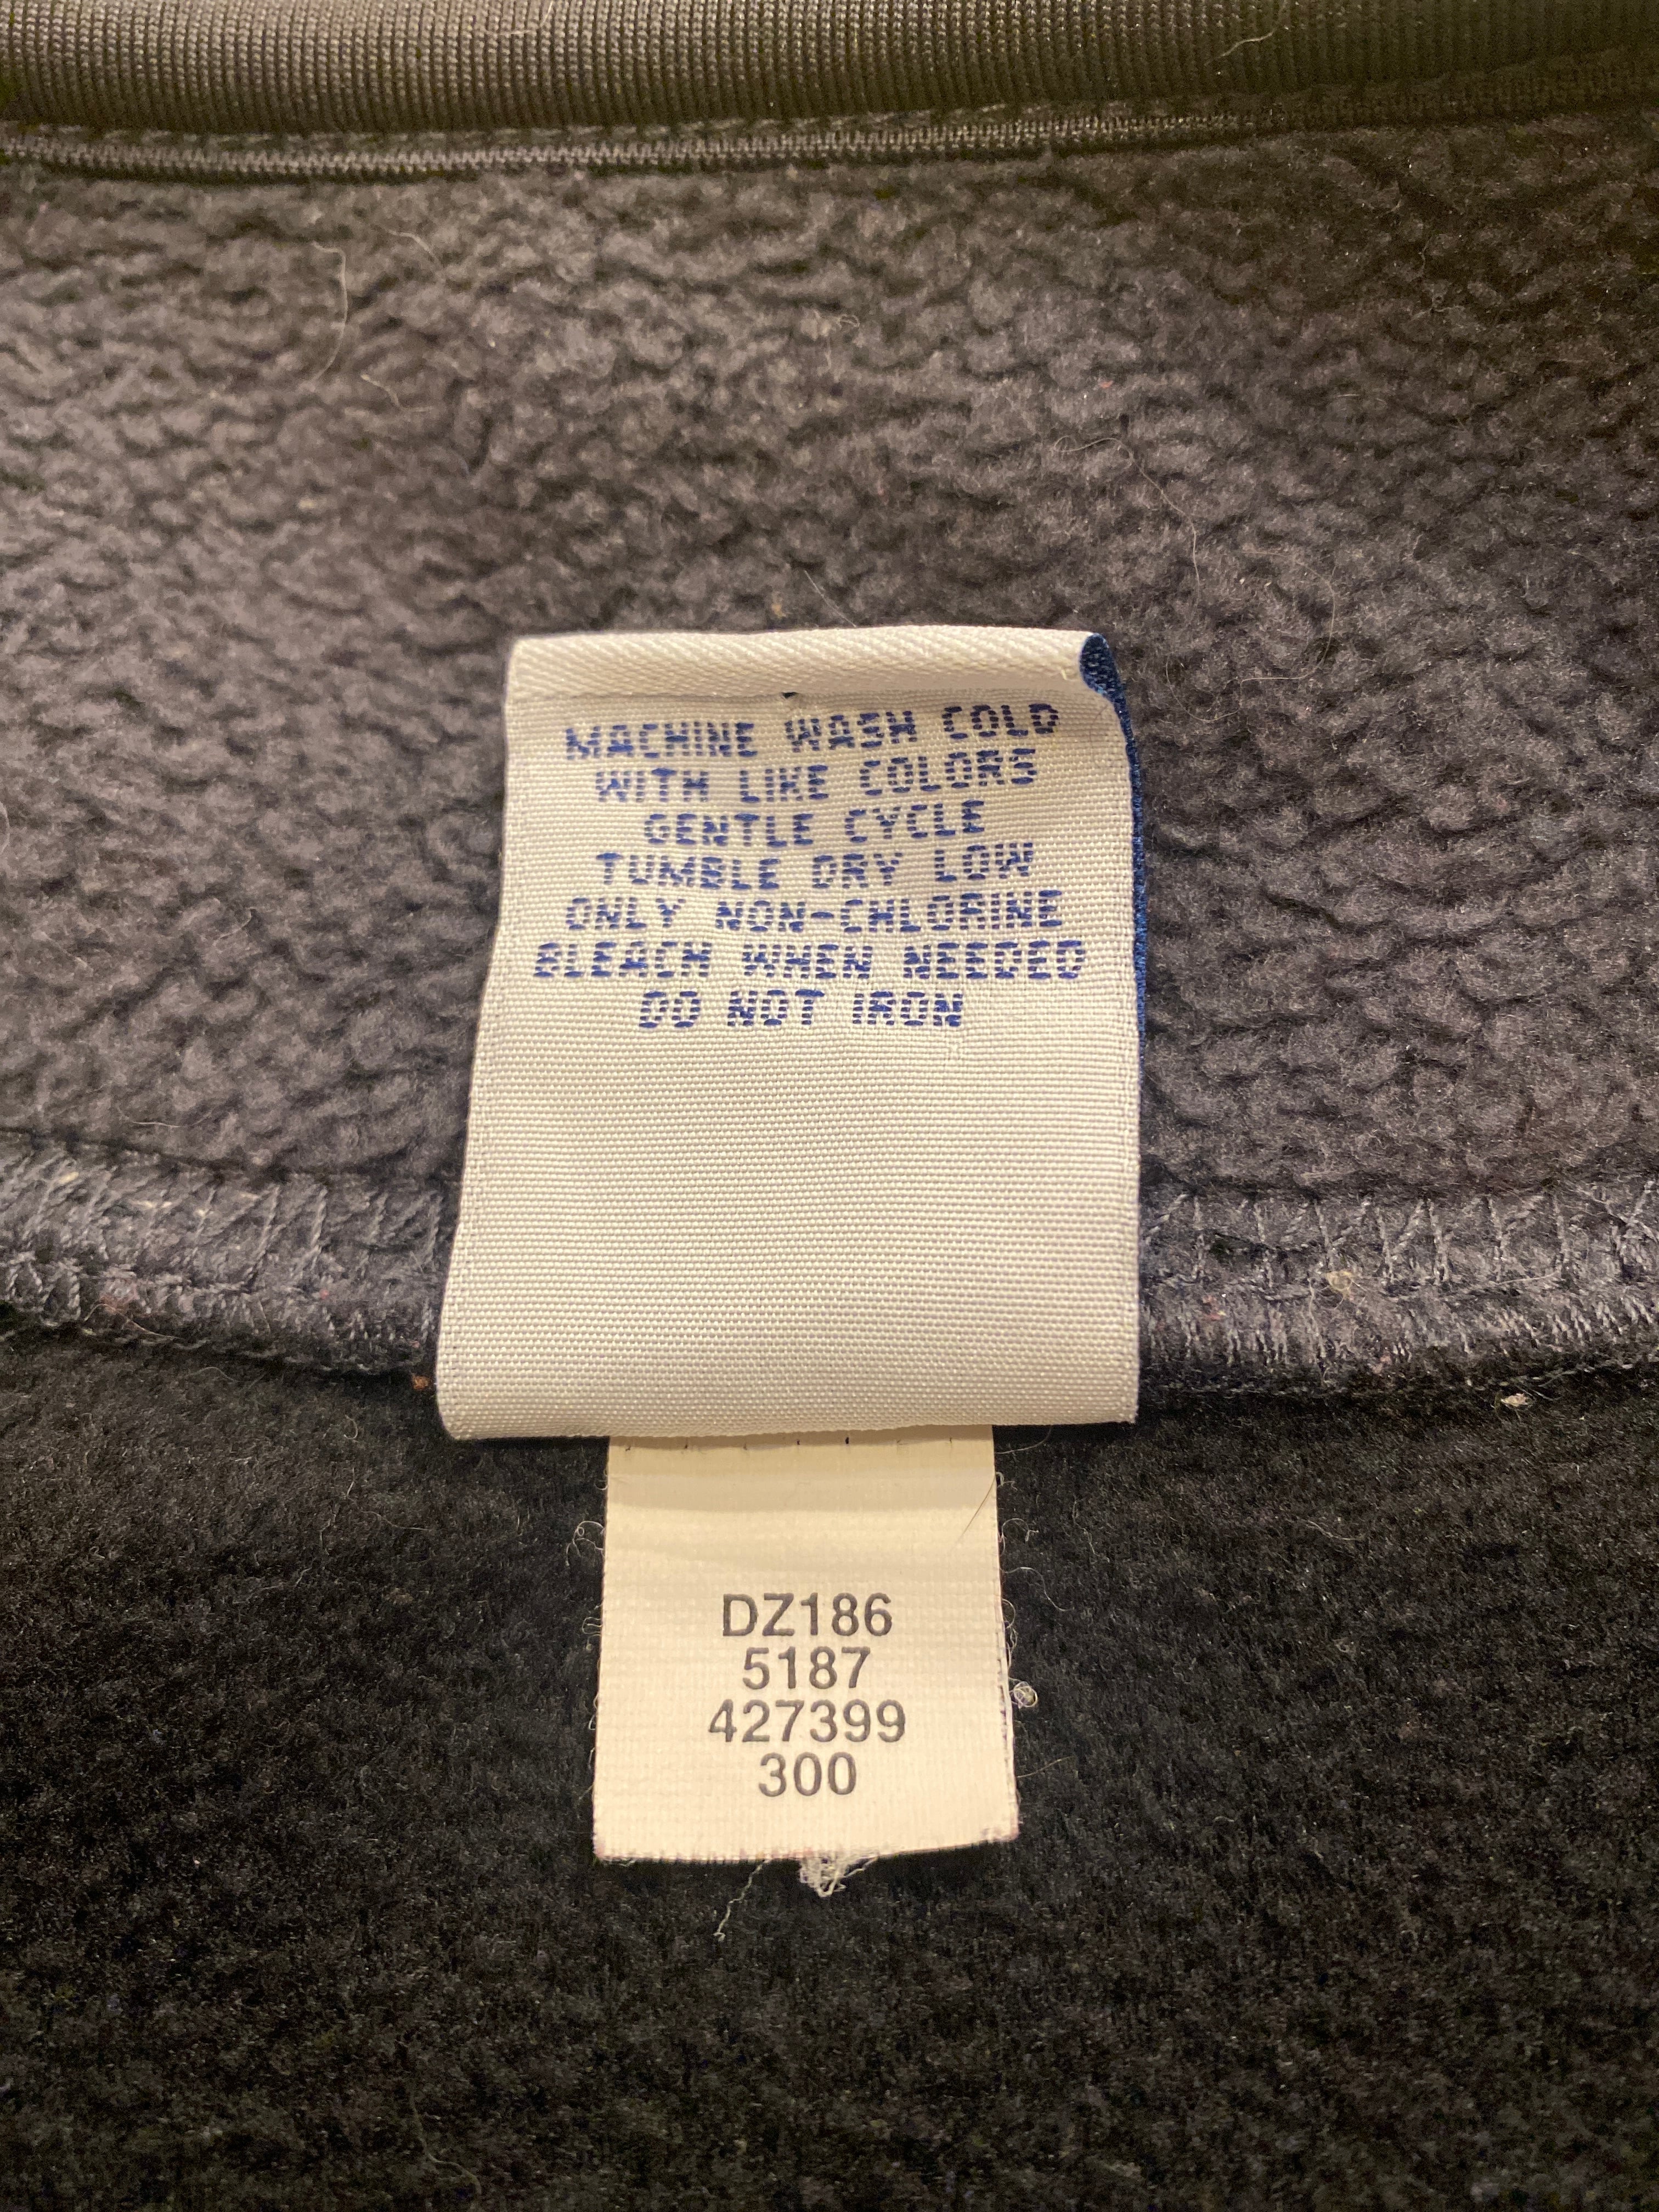 MACHINE WASH COLD
WITH LIKE COLORS
GENTLE CYCLE
TUMBLE DRY LOW
ONLY NON-CHLORINE
BLEACH WHEN NEEDED
DO NOT IRON
DZ186
5187
427399
300